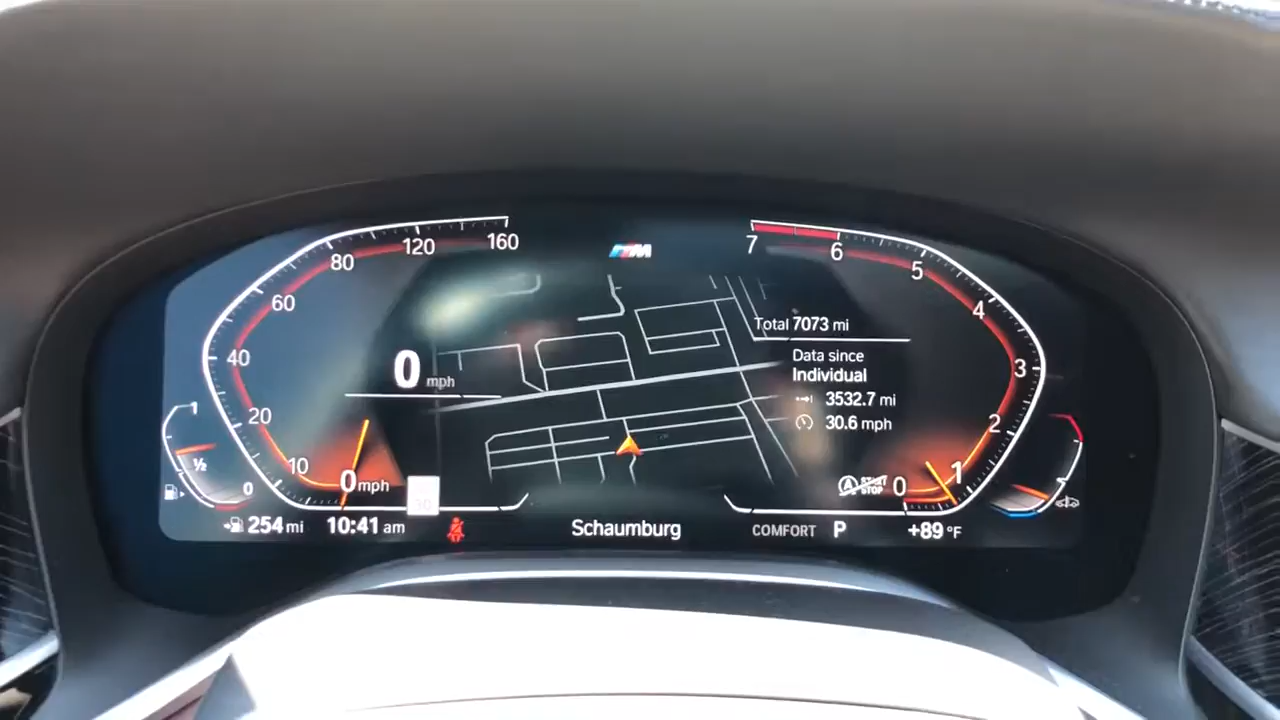 120 160
80
60
40
20
10
0 mph
0 mph
M
7 6 5 4 3 2 1 0
Total 7073 mi
Data since
Individual
3532.7 mi
30.6 mph
1
½
0
A START
STOP
254 mi 10:41 am
Schaumburg
COMFORT P +89 °F